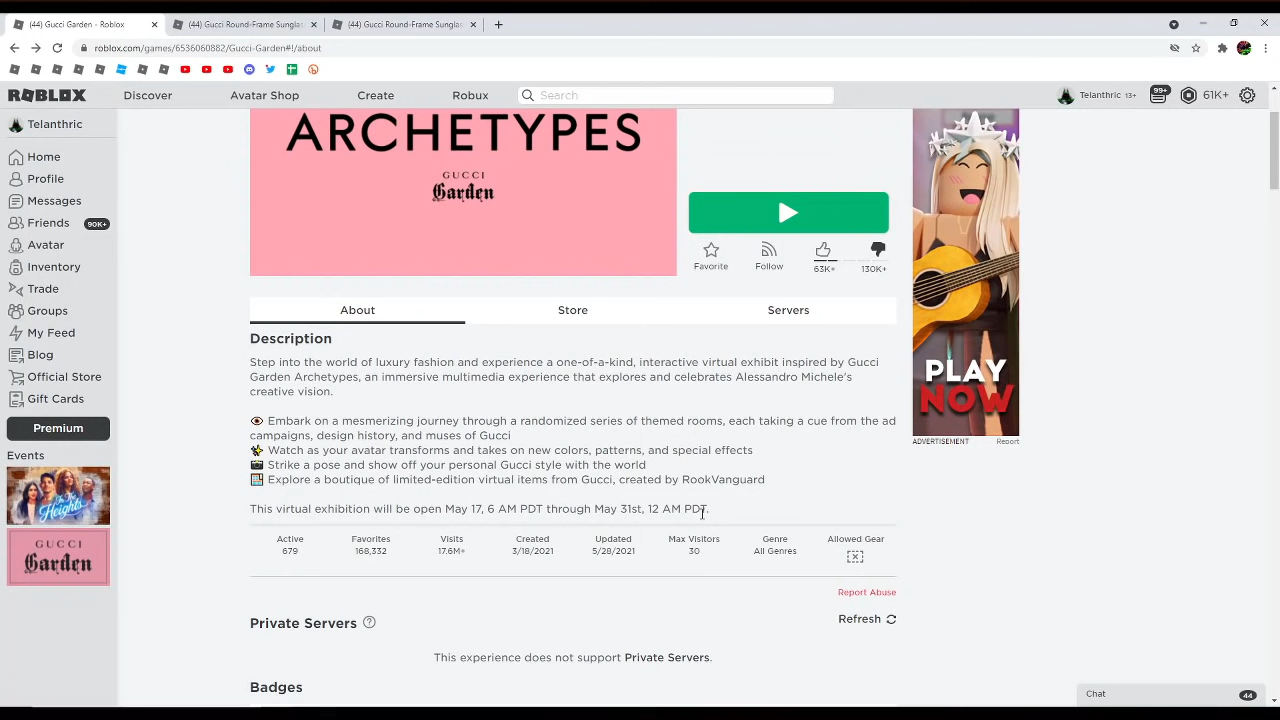 (44) Gucci Garden - Roblox
(44) Gucci Round-Frame Sunglas
(44) Gucci Round-Frame Sunglas
roblox.com/games/6536060882/Gucci-Garden#!/about
ROBLOX
Discover
Avatar Shop
Create
Robux
Search
Telanthric 13+
99+
61K+
Telanthric
Home
Profile
Messages
Friends
90K+
Avatar
Inventory
Trade
Groups
My Feed
Blog
Official Store
Gift Cards
Premium
Events
In The Heights
GUCCI
Garden
ARCHETYPES
GUCCI
Garden
Favorite
Follow
63K+
130K+
About
Store
Servers
Description
Step into the world of luxury fashion and experience a one-of-a-kind, interactive virtual exhibit inspired by Gucci
Garden Archetypes, an immersive multimedia experience that explores and celebrates Alessandro Michele's
creative vision.
Embark on a mesmerizing journey through a randomized series of themed rooms, each taking a cue from the ad
campaigns, design history, and muses of Gucci
Watch as your avatar transforms and takes on new colors, patterns, and special effects
Strike a pose and show off your personal Gucci style with the world
Explore a boutique of limited-edition virtual items from Gucci, created by RookVanguard
This virtual exhibition will be open May 17, 6 AM PDT through May 31st, 12 AM PDT.
Active
679
Favorites
168,332
Visits
17.6M+
Created
3/18/2021
Updated
5/28/2021
Max Visitors
30
Genre
All Genres
Allowed Gear
Report Abuse
Private Servers
Refresh
This experience does not support Private Servers.
Badges
PLAY
NOW
ADVERTISEMENT
Report
Chat
44